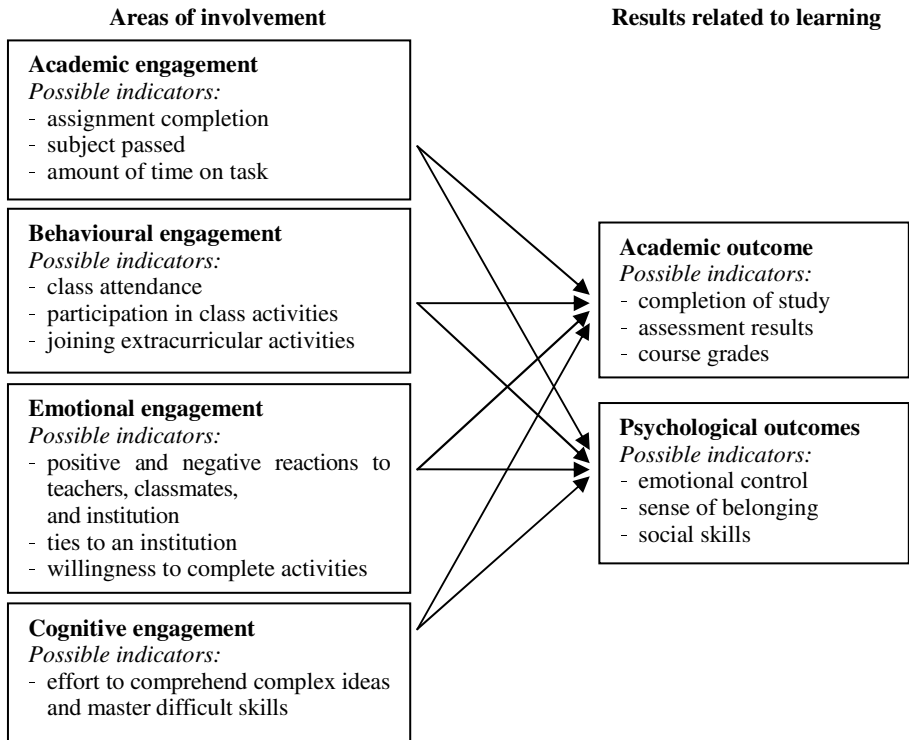 Areas of involvement
Results related to learning
Academic engagement
Possible indicators:
- assignment completion
- subject passed
- amount of time on task
Behavioural engagement
Possible indicators:
- class attendance
- participation in class activities
- joining extracurricular activities
Emotional engagement
Possible indicators:
- positive and negative reactions to
teachers, classmates,
and institution
- ties to an institution
- willingness to complete activities
Cognitive engagement
Possible indicators:
- effort to comprehend complex ideas
and master difficult skills
Academic outcome
Possible indicators:
- completion of study
- assessment results
- course grades
Psychological outcomes
Possible indicators:
- emotional control
- sense of belonging
- social skills